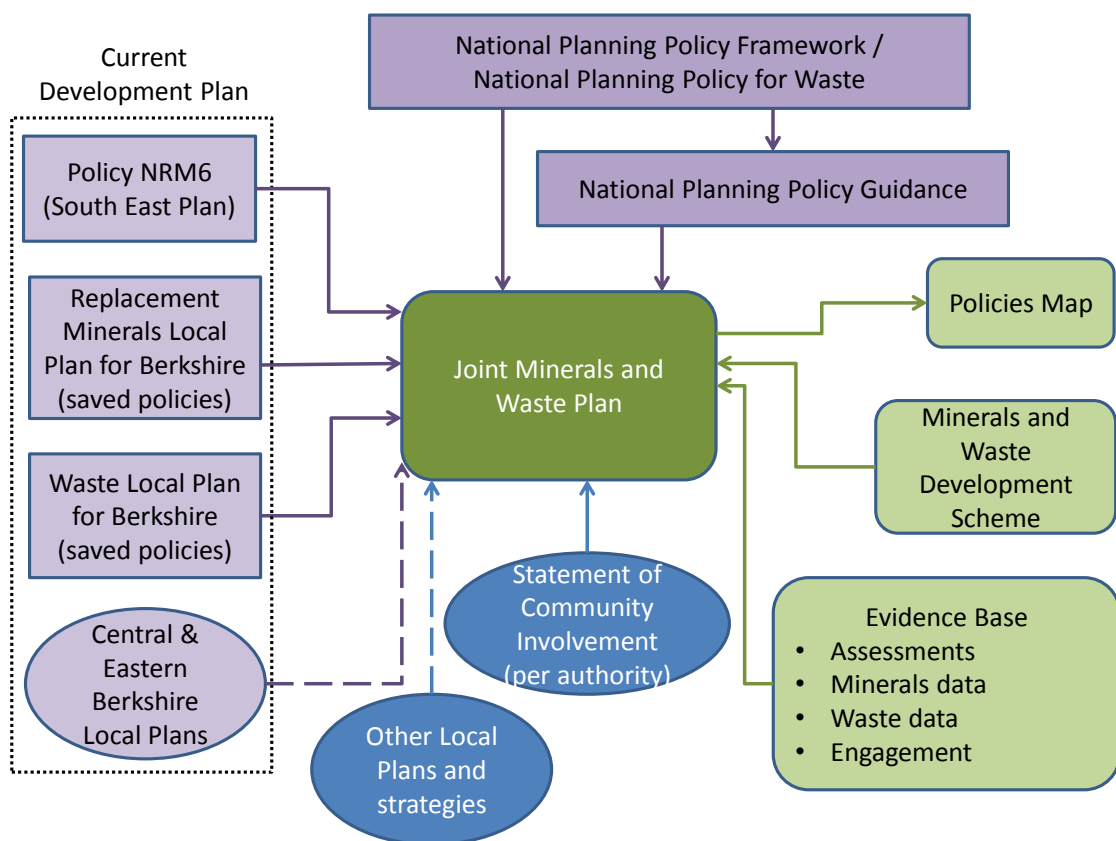 Current
Development Plan
National Planning Policy Framework /
National Planning Policy for Waste
Policy NRM6
(South East Plan)
National Planning Policy Guidance
Replacement
Minerals Local
Plan for Berkshire
(saved policies)
Joint Minerals and
Waste Plan
Policies Map
Waste Local Plan
for Berkshire
(saved policies)
Minerals and
Waste
Development
Scheme
Central &
Eastern
Berkshire
Local Plans
Statement of
Community
Involvement
(per authority)
Other Local
Plans and
strategies
Evidence Base
• Assessments
• Minerals data
• Waste data
• Engagement